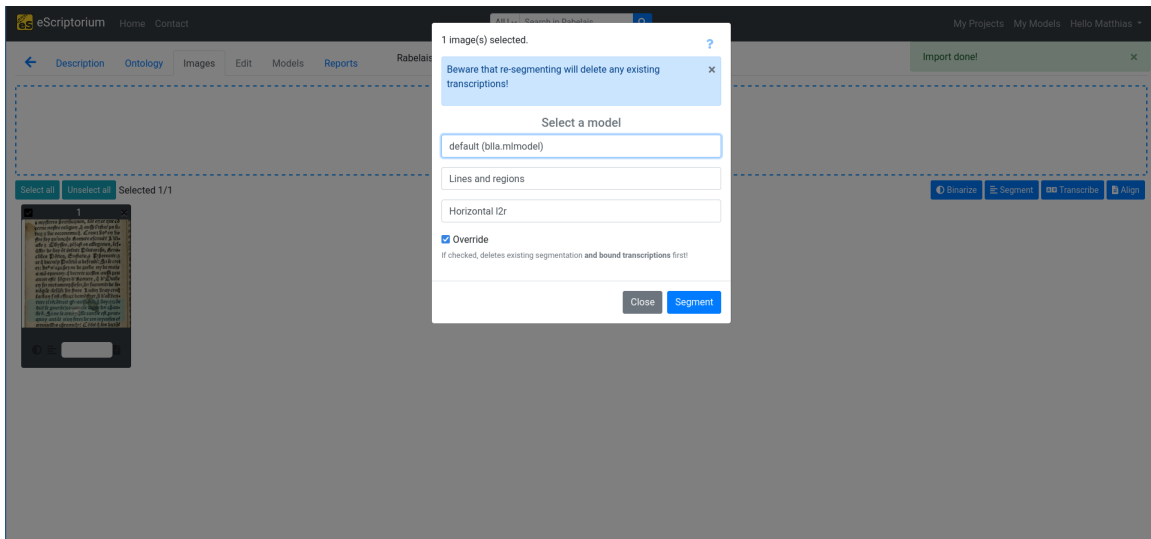 eScriptorium Home Contact
All Search in Rabelais
My Projects My Models Hello Matthias
Description Ontology Images Edit Models Reports Rabelais
Import done! ×
1 image(s) selected. ?
Beware that re-segmenting will delete any existing
transcriptions! ×
Select a model
default (blla.mlmodel)
Lines and regions
Horizontal l2r
Override
If checked, deletes existing segmentation and bound transcriptions first!
Close Segment
Select all Unselect all Selected 1/1
Binarize Segment Transcribe Align
1 ×